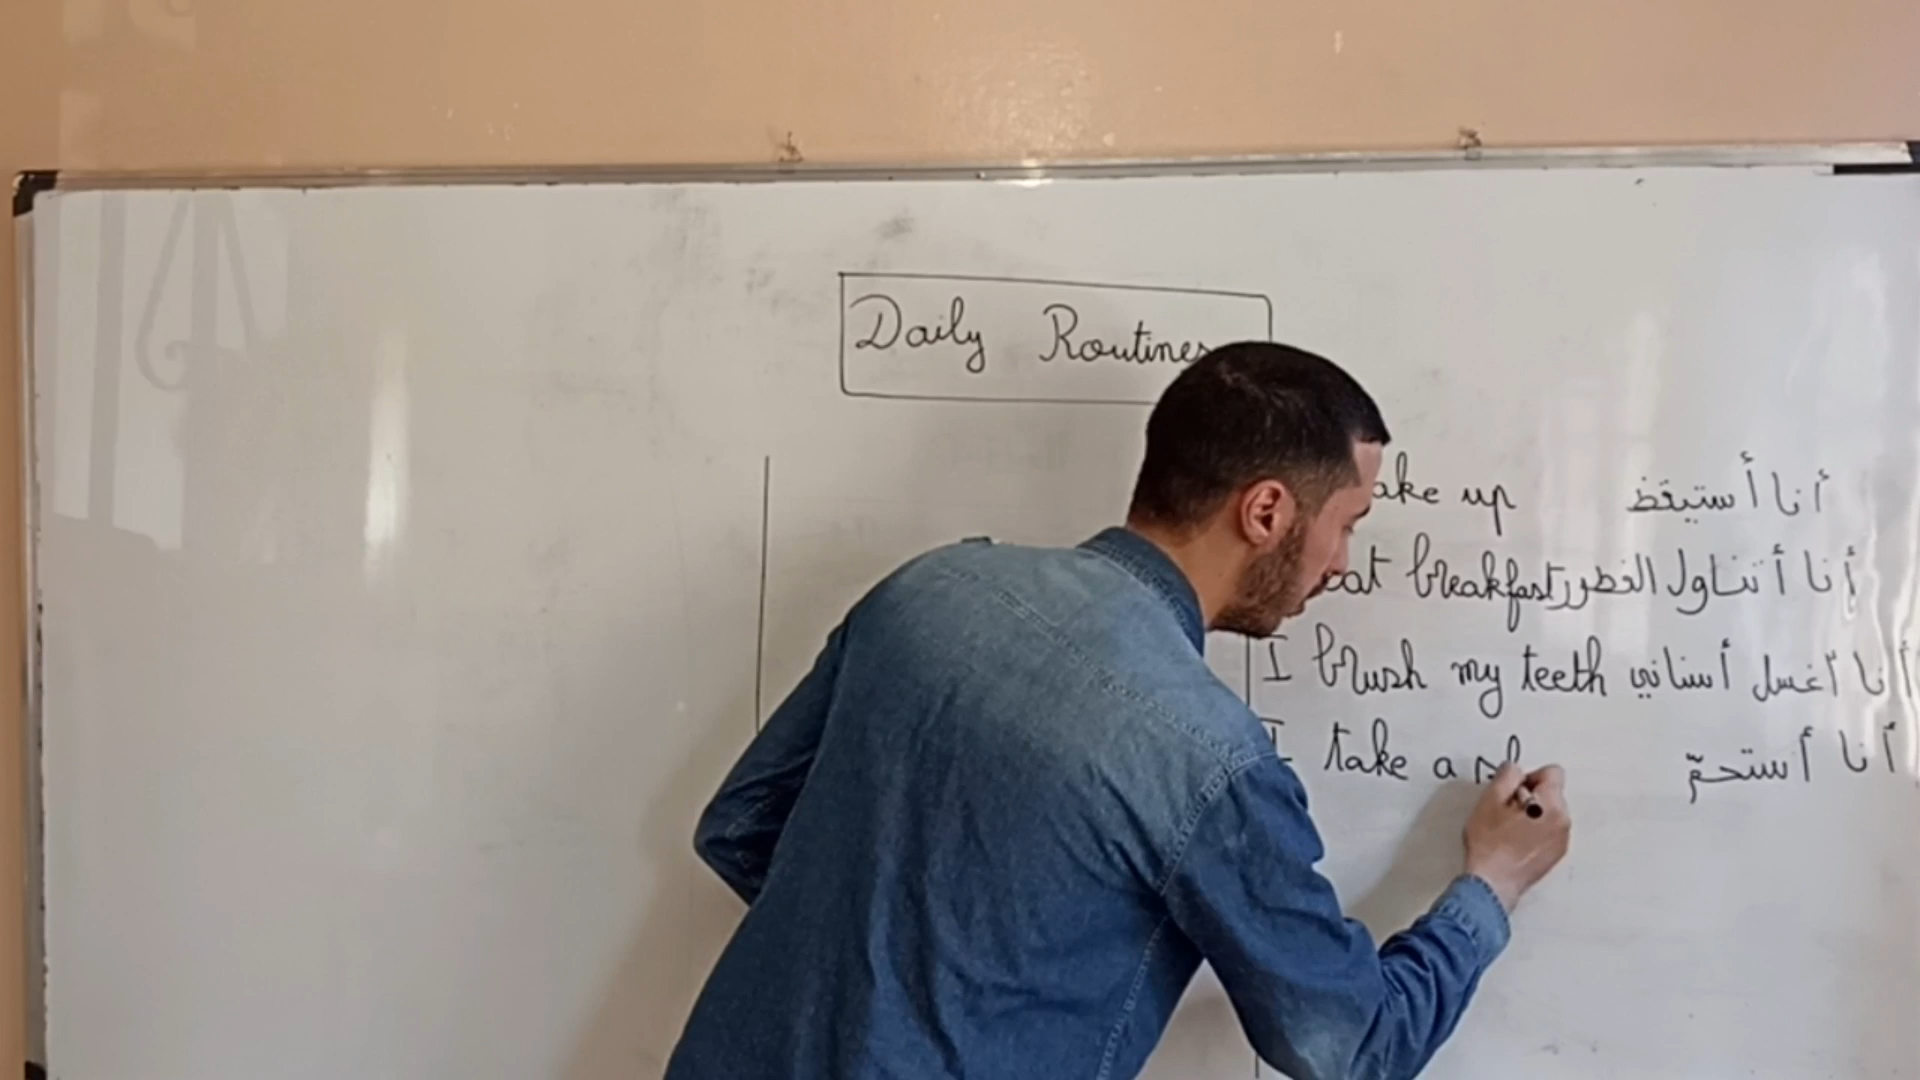 Daily Routines
ake up أنا أستيقظ
eat breakfast أنا أتناول الفطور
I brush my teeth أنا أغسل أسناني
I take a sh أنا أستحمّ